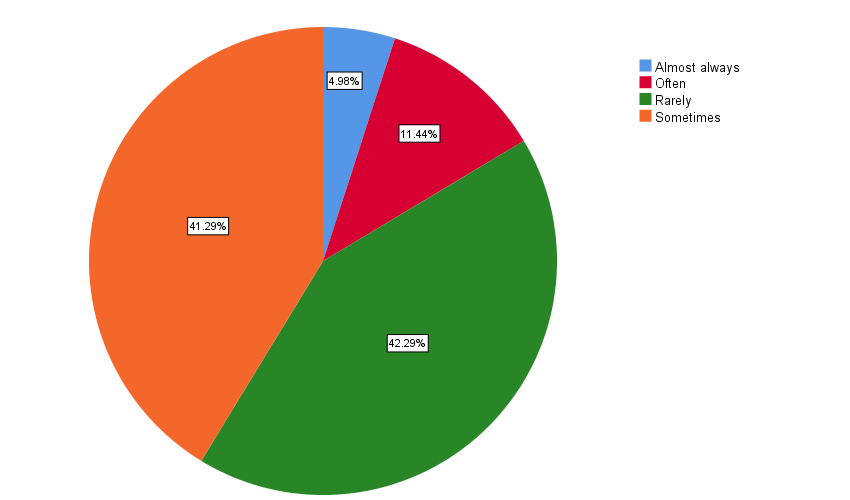 4.98%
11.44%
41.29%
42.29%
Almost always
Often
Rarely
Sometimes